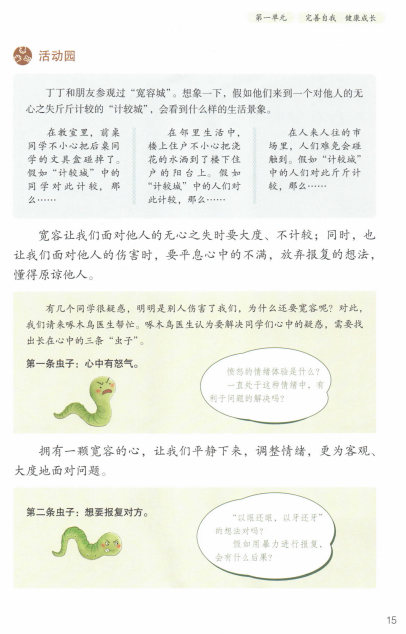 第一单元 完善自我 健康成长
活动园
丁丁和朋友参观过“宽容城”。想象一下，假如他们来到一个对他人的无
心之失斤斤计较的“计较城”，会看到什么样的生活景象。
在教室里，前桌
同学不小心把后桌同
学的文具盒碰掉了。
假如“计较城”中的
同学对此计较，那
么……
在邻里生活中，
楼上住户不小心把浇
花的水洒到了楼下住
户的阳台上。假如
“计较城”中的人们对
此计较，那么……
在人来人往的市
场里，人们难免会碰
触到。假如“计较城”
中的人们对此斤斤计
较，那么……
宽容让我们面对他人的无心之失时要大度、不计较；同时，也
让我们面对他人的伤害时，要平息心中的不满，放弃报复的想法，
懂得原谅他人。
有几个同学很疑惑，明明是别人伤害了我们，为什么还要宽容呢？对此，
我们请来啄木鸟医生帮忙。啄木鸟医生认为要解决同学们心中的疑惑，需要找
出长在心中的三条“虫子”。
第一条虫子：心中有怒气。
愤怒的情绪体验是什么？
一直处于这种情绪中，有
利于问题的解决吗？
拥有一颗宽容的心，让我们平静下来，调整情绪，更为客观、
大度地面对问题。
第二条虫子：想要报复对方。
“以眼还眼，以牙还牙”
的想法对吗？
假如用暴力进行报复，
会有什么后果？
15